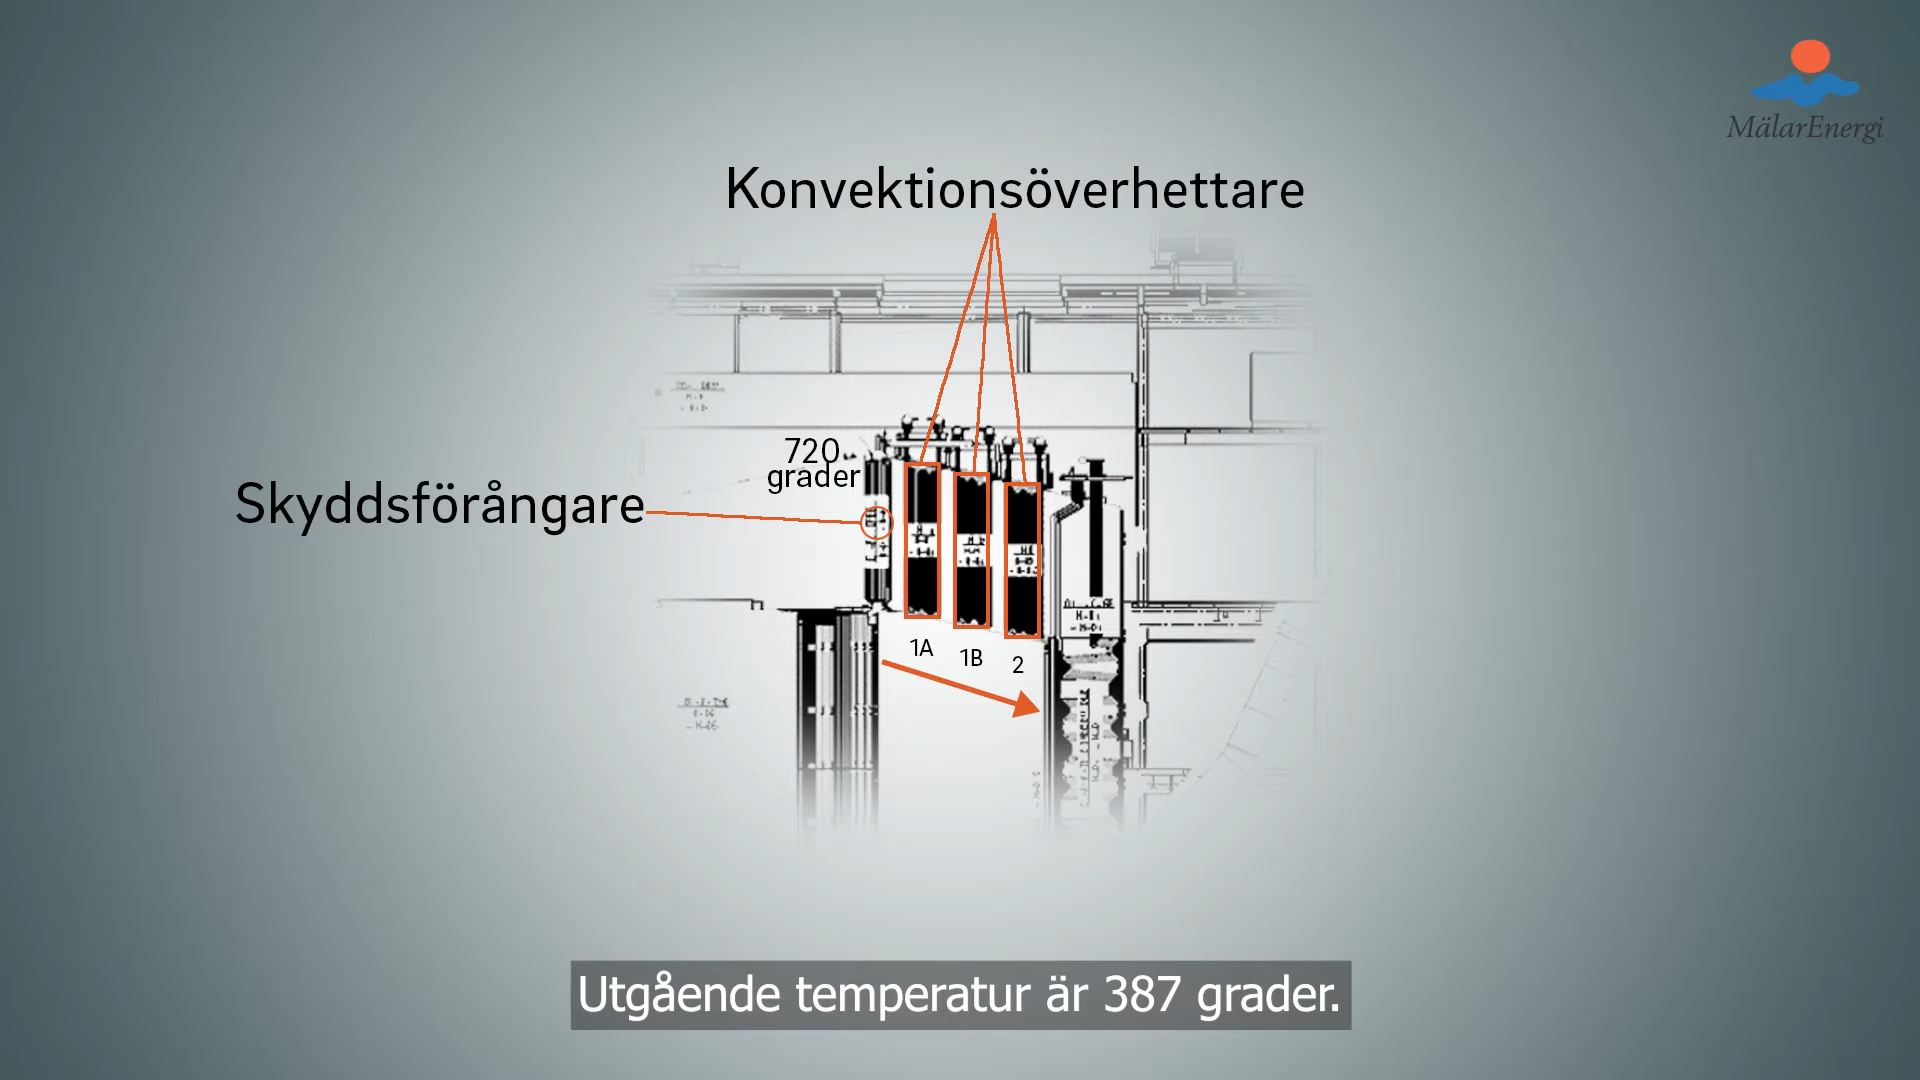 MälarEnergi
Konvektionsöverhettare
720
grader
Skyddsförångare
1A
1B
2
Utgående temperatur är 387 grader.